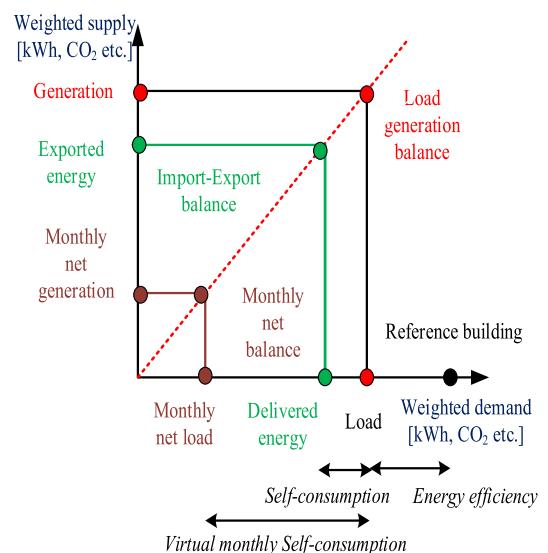 Weighted supply
[kWh, CO₂ etc.]
Generation
Load
generation
balance
Exported
energy
Import-Export
balance
Monthly
net
generation
Monthly
net
balance
Reference building
Monthly
net load
Delivered
energy
Load
Weighted demand
[kWh, CO₂ etc.]
Self-consumption
Energy efficiency
Virtual monthly Self-consumption